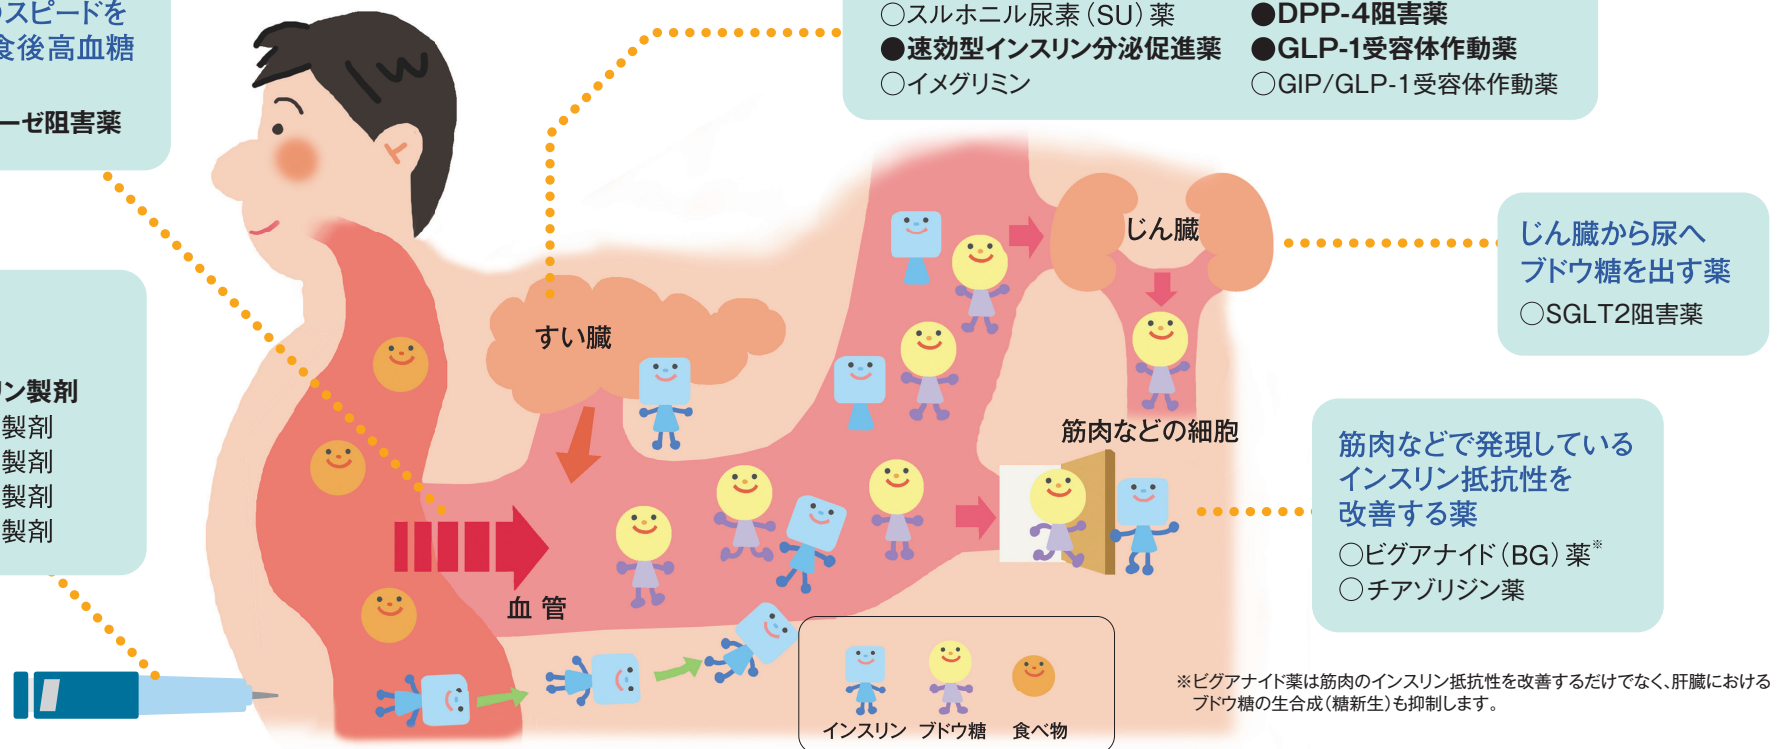 のスピードを
食後高血糖
ーゼ阻害薬
○スルホニル尿素(SU)薬
●速効型インスリン分泌促進薬
○イメグリミン
●DPP-4阻害薬
●GLP-1受容体作動薬
○GIP/GLP-1受容体作動薬
じん臓
じん臓から尿へ
ブドウ糖を出す薬
○SGLT2阻害薬
すい臓
リン製剤
製剤
製剤
製剤
製剤
筋肉などの細胞
筋肉などで発現している
インスリン抵抗性を
改善する薬
○ビグアナイド(BG)薬※
○チアゾリジン薬
血管
インスリン ブドウ糖 食べ物
※ビグアナイド薬は筋肉のインスリン抵抗性を改善するだけでなく、肝臓における
ブドウ糖の生合成(糖新生)も抑制します。